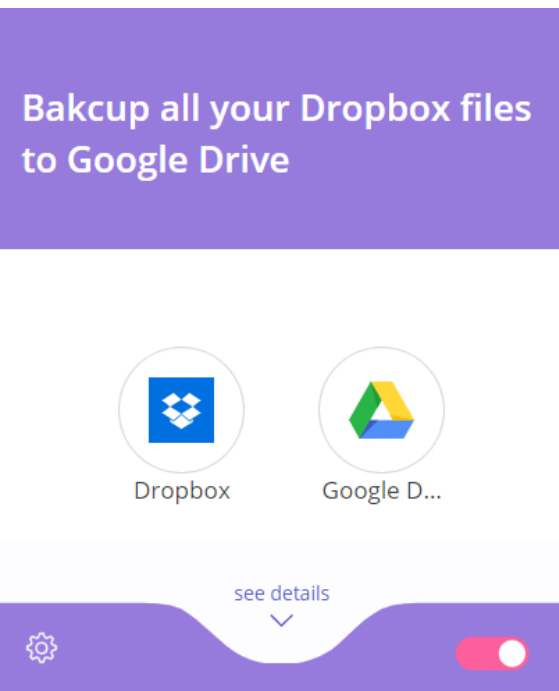 Bakcup all your Dropbox files
to Google Drive
Dropbox
Google D...
see details